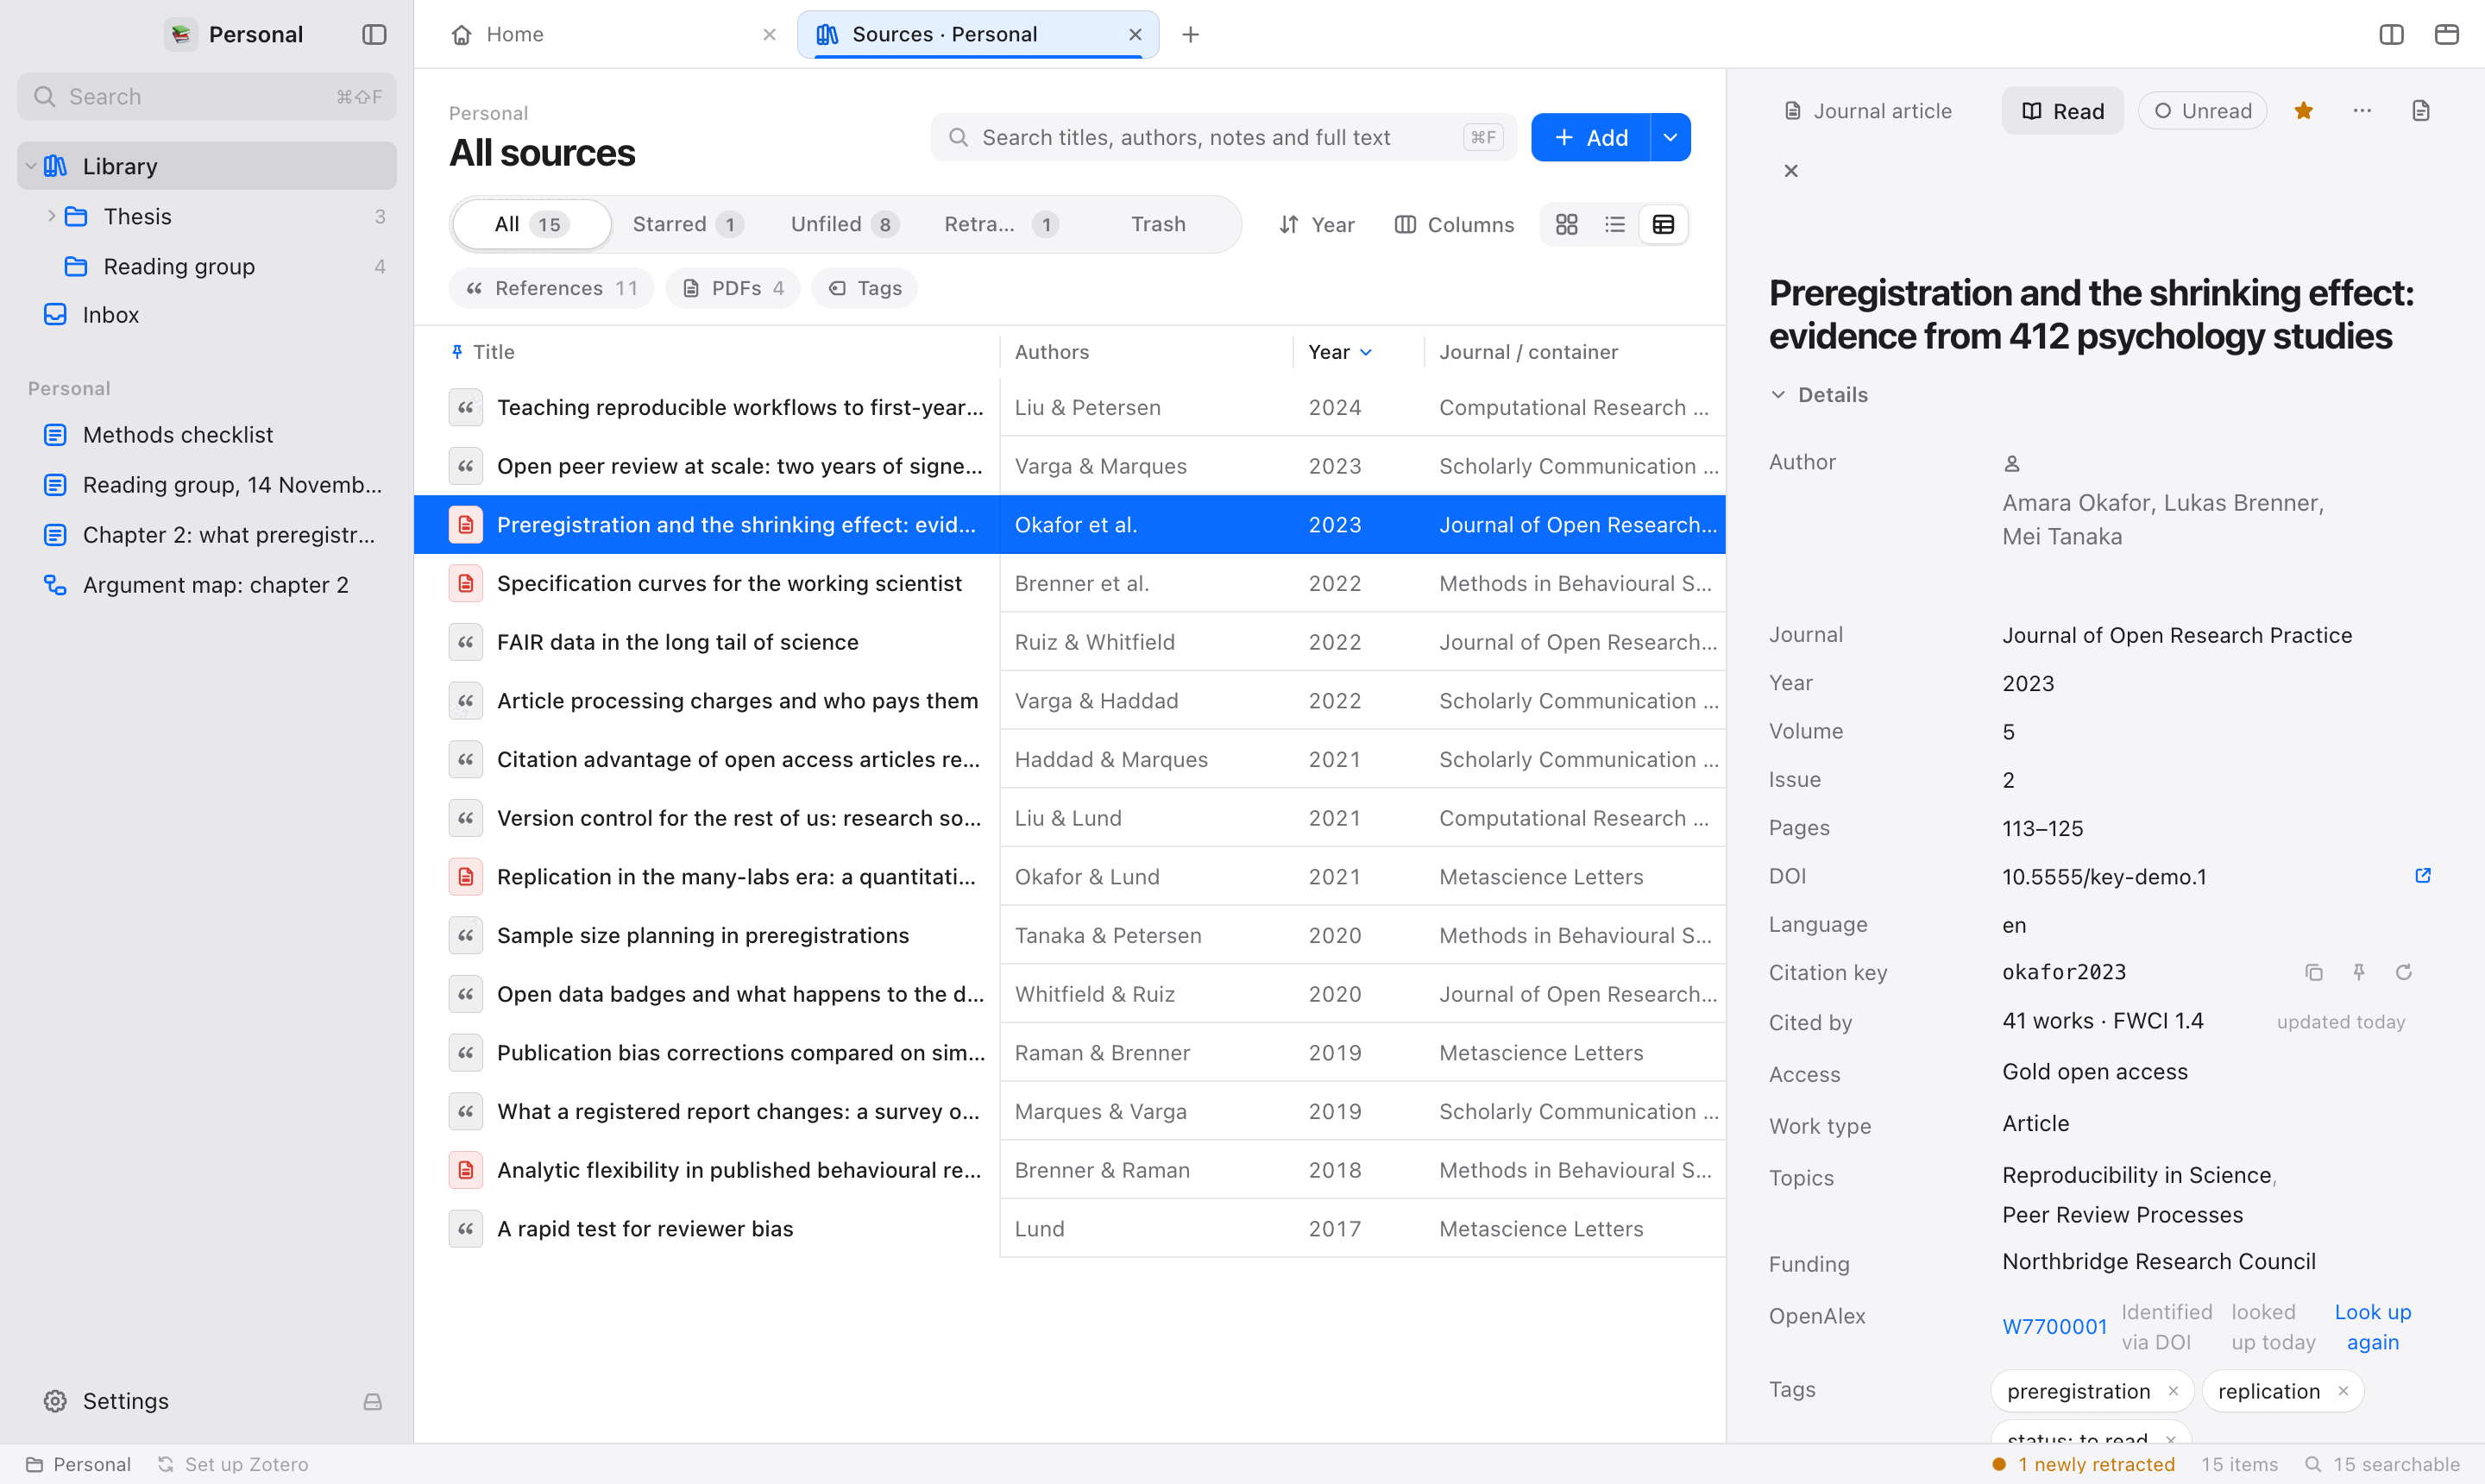 Personal
Search ⌘⇧F
Library
Thesis 3
Reading group 4
Inbox
Personal
Methods checklist
Reading group, 14 Novemb...
Chapter 2: what preregistr...
Argument map: chapter 2
Settings
Home
Sources · Personal
Personal
All sources
Search titles, authors, notes and full text ⌘F
Add
All 15
Starred 1
Unfiled 8
Retra... 1
Trash
Year
Columns
References 11
PDFs 4
Tags
Title Authors Year Journal / container
Teaching reproducible workflows to first-year... Liu & Petersen 2024 Computational Research ...
Open peer review at scale: two years of signe... Varga & Marques 2023 Scholarly Communication ...
Preregistration and the shrinking effect: evid... Okafor et al. 2023 Journal of Open Research...
Specification curves for the working scientist Brenner et al. 2022 Methods in Behavioural S...
FAIR data in the long tail of science Ruiz & Whitfield 2022 Journal of Open Research...
Article processing charges and who pays them Varga & Haddad 2022 Scholarly Communication ...
Citation advantage of open access articles re... Haddad & Marques 2021 Scholarly Communication ...
Version control for the rest of us: research so... Liu & Lund 2021 Computational Research ...
Replication in the many-labs era: a quantitati... Okafor & Lund 2021 Metascience Letters
Sample size planning in preregistrations Tanaka & Petersen 2020 Methods in Behavioural S...
Open data badges and what happens to the d... Whitfield & Ruiz 2020 Journal of Open Research...
Publication bias corrections compared on sim... Raman & Brenner 2019 Metascience Letters
What a registered report changes: a survey o... Marques & Varga 2019 Scholarly Communication ...
Analytic flexibility in published behavioural re... Brenner & Raman 2018 Methods in Behavioural S...
A rapid test for reviewer bias Lund 2017 Metascience Letters
Journal article
Read
Unread
Preregistration and the shrinking effect:
evidence from 412 psychology studies
Details
Author
Amara Okafor, Lukas Brenner,
Mei Tanaka
Journal Journal of Open Research Practice
Year 2023
Volume 5
Issue 2
Pages 113–125
DOI 10.5555/key-demo.1
Language en
Citation key okafor2023
Cited by 41 works · FWCI 1.4 updated today
Access Gold open access
Work type Article
Topics Reproducibility in Science,
Peer Review Processes
Funding Northbridge Research Council
OpenAlex W7700001 Identified via DOI looked up today Look up again
Tags preregistration replication
status: to read
Personal
Set up Zotero
1 newly retracted
15 items
15 searchable